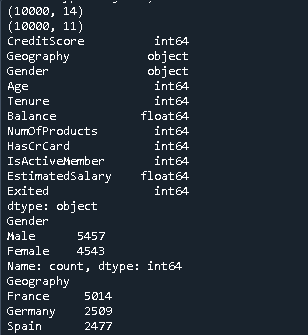 (10000, 14)
(10000, 11)
CreditScore int64
Geography object
Gender object
Age int64
Tenure int64
Balance float64
NumOfProducts int64
HasCrCard int64
IsActiveMember int64
EstimatedSalary float64
Exited int64
dtype: object
Gender
Male 5457
Female 4543
Name: count, dtype: int64
Geography
France 5014
Germany 2509
Spain 2477